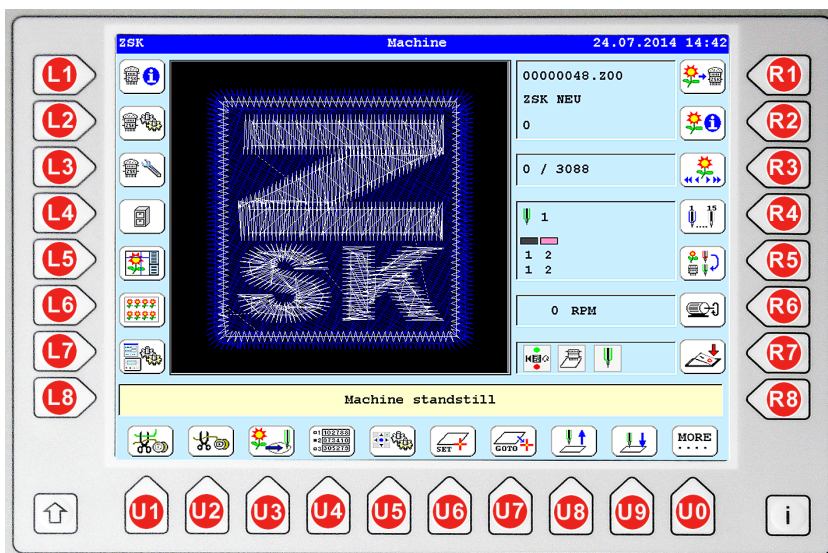 ZSK Machine 24.07.2014 14:42
L1
L2
L3
L4
L5
L6
L7
L8
ZSK
00000048.Z00
ZSK NEU
0
0 / 3088
1
1 2
1 2
0 RPM
R1
R2
R3
1 15
R4
R5
R6
R7
R8
Machine standstill
SET
GOTO
MORE
U1 U2 U3 U4 U5 U6 U7 U8 U9 U0
i